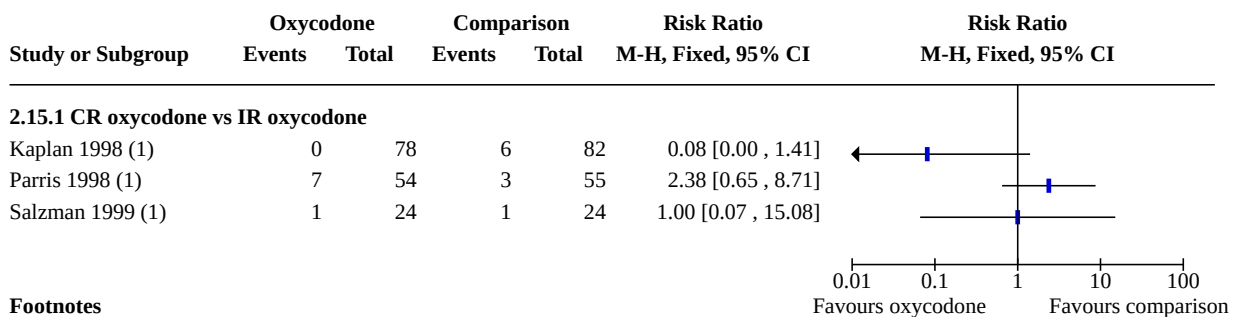 Oxycodone Comparison Risk Ratio Risk Ratio
Study or Subgroup Events Total Events Total M-H, Fixed, 95% CI M-H, Fixed, 95% CI
2.15.1 CR oxycodone vs IR oxycodone
Kaplan 1998 (1) 0 78 6 82 0.08 [0.00 , 1.41]
Parris 1998 (1) 7 54 3 55 2.38 [0.65 , 8.71]
Salzman 1999 (1) 1 24 1 24 1.00 [0.07 , 15.08]
0.01 0.1 1 10 100
Footnotes Favours oxycodone Favours comparison